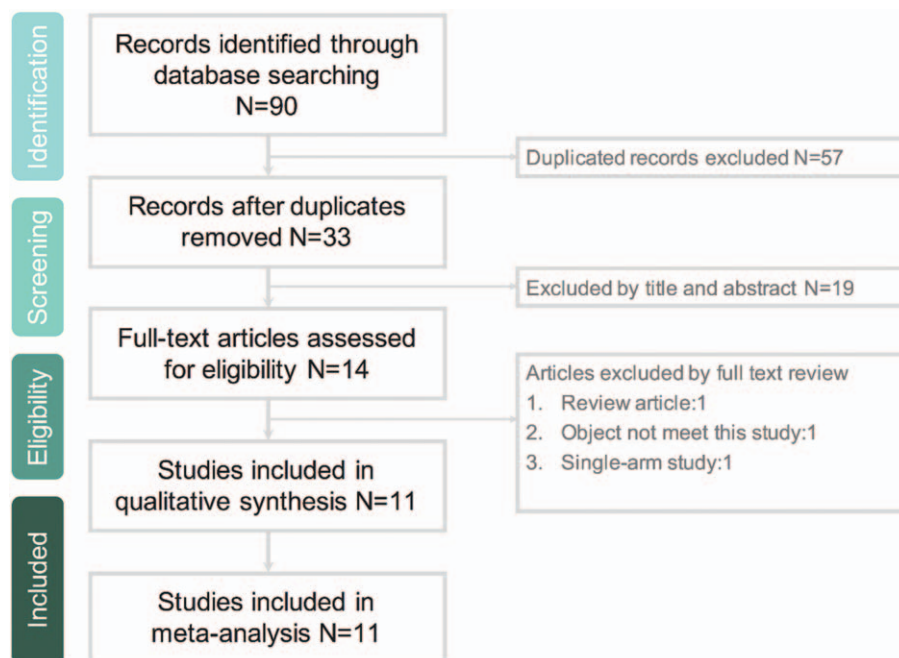 Identification
Records identified through
database searching
N=90
Duplicated records excluded N=57
Screening
Records after duplicates
removed N=33
Excluded by title and abstract N=19
Eligibility
Full-text articles assessed
for eligibility N=14
Articles excluded by full text review
1. Review article:1
2. Object not meet this study:1
3. Single-arm study:1
Studies included in
qualitative synthesis N=11
Included
Studies included in
meta-analysis N=11